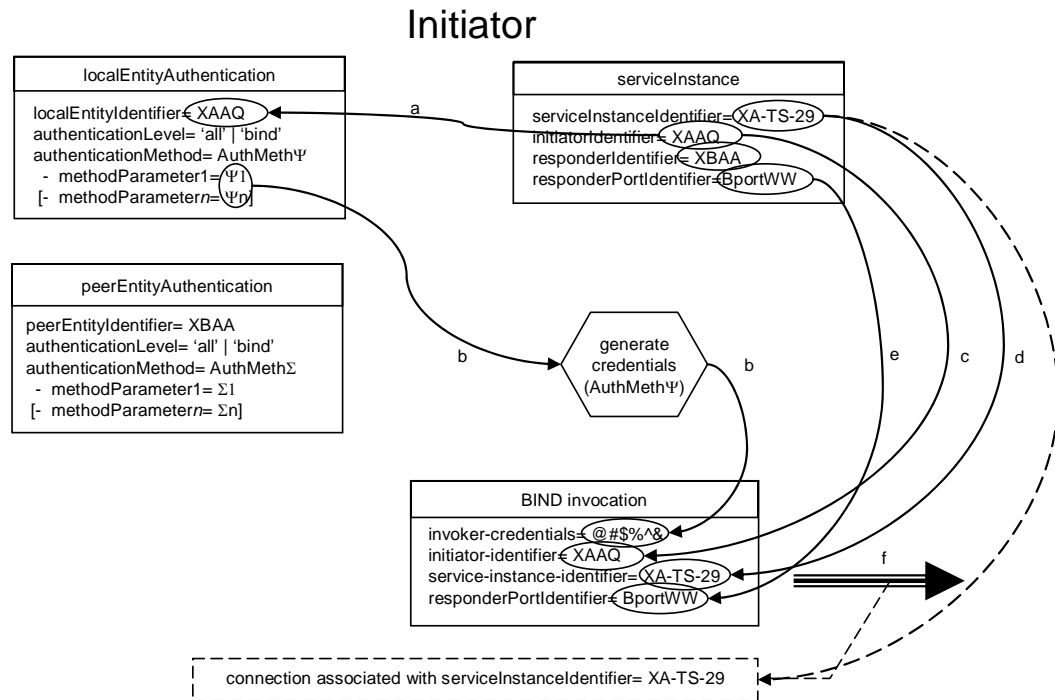 Initiator
localEntityAuthentication
localEntityIdentifier= XAAQ
authenticationLevel= ‘all’ | ‘bind’
authenticationMethod= AuthMethΨ
- methodParameter1= Ψ1
[- methodParametern= Ψn]
serviceInstance
serviceInstanceIdentifier= XA-TS-29
initiatorIdentifier= XAAQ
responderIdentifier= XBAA
responderPortIdentifier=BportWW
a
peerEntityAuthentication
peerEntityIdentifier= XBAA
authenticationLevel= ‘all’ | ‘bind’
authenticationMethod= AuthMethΣ
- methodParameter1= Σ1
[- methodParametern= Σn]
b
generate
credentials
(AuthMethΨ)
b
e
c
d
BIND invocation
invoker-credentials= @#$%^&
initiator-identifier= XAAQ
service-instance-identifier= XA-TS-29
responderPortIdentifier= BportWW
f
connection associated with serviceInstanceIdentifier= XA-TS-29